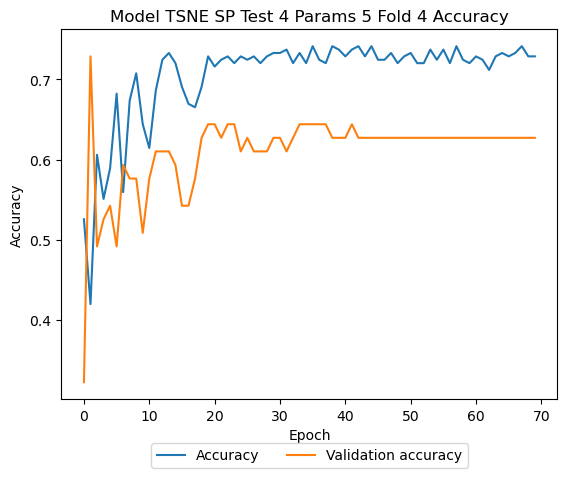 Model TSNE SP Test 4 Params 5 Fold 4 Accuracy
Accuracy
0.7
0.6
0.5
0.4
0 10 20 30 40 50 60 70
Epoch
Accuracy Validation accuracy